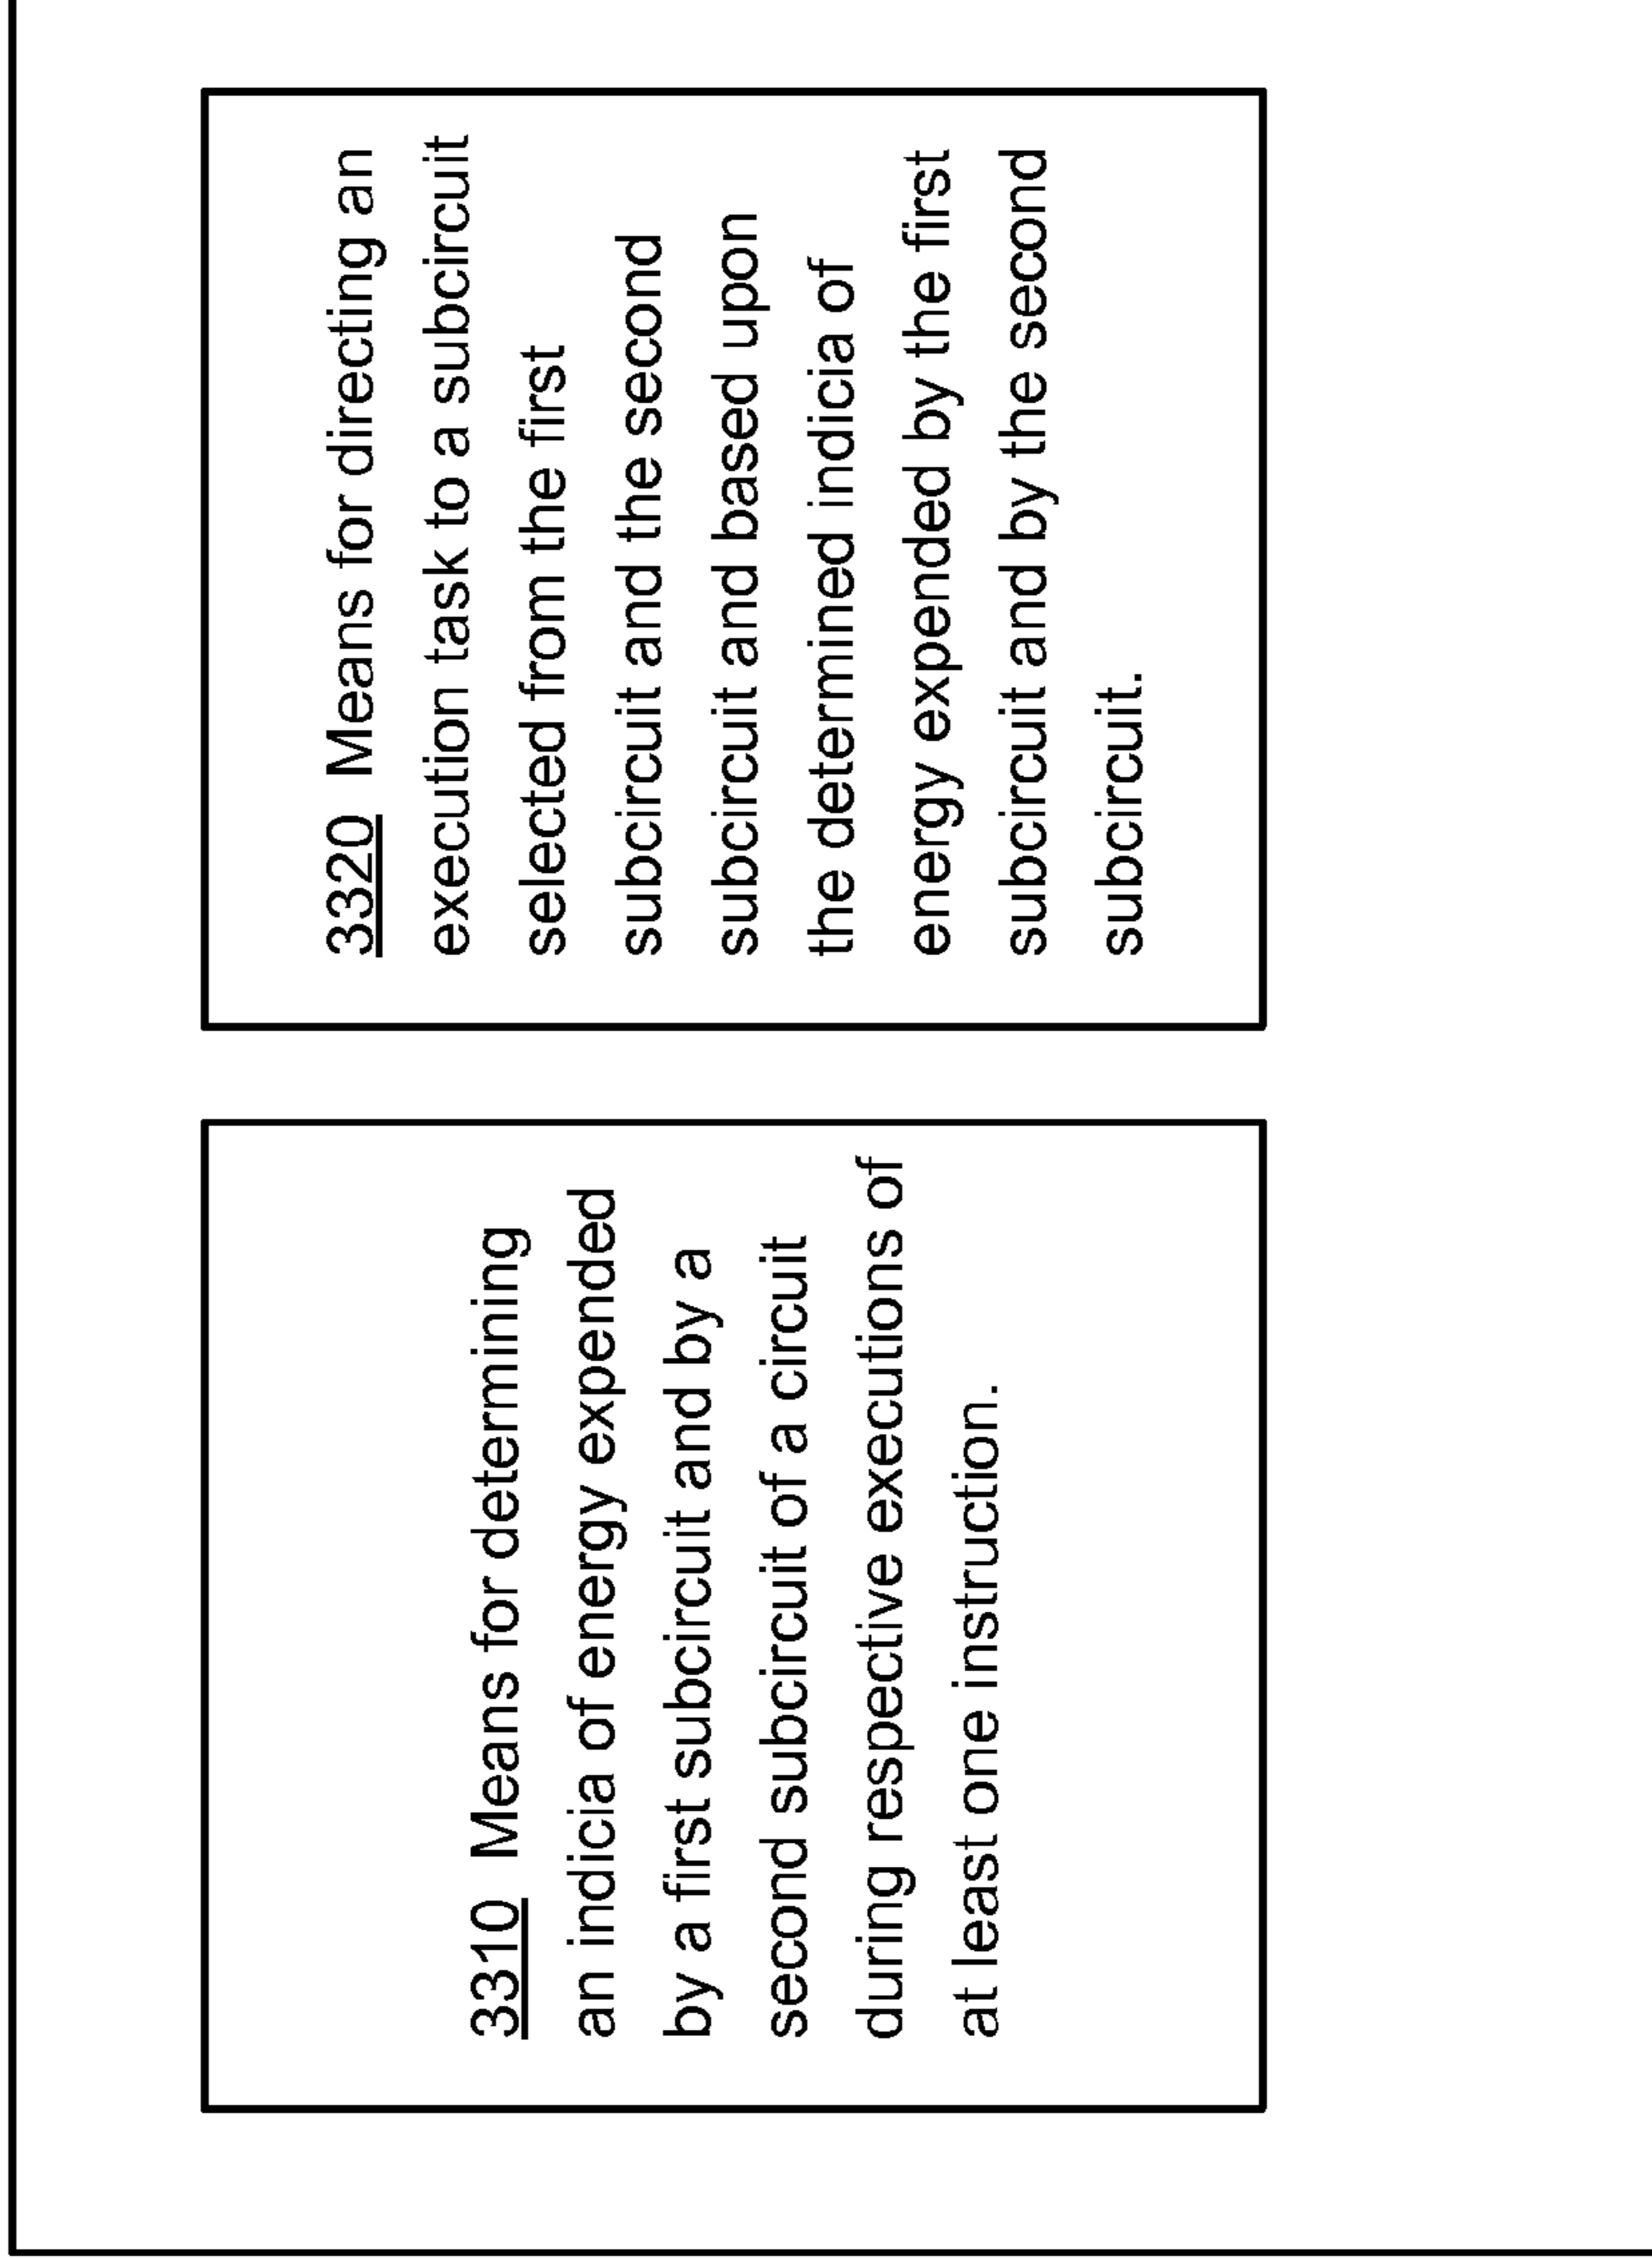 3310 Means for determining
an indicia of energy expended
by a first subcircuit and by a
second subcircuit of a circuit
during respective executions of
at least one instruction.
3320 Means for directing an
execution task to a subcircuit
selected from the first
subcircuit and the second
subcircuit and based upon
the determined indicia of
energy expended by the first
subcircuit and by the second
subcircuit.